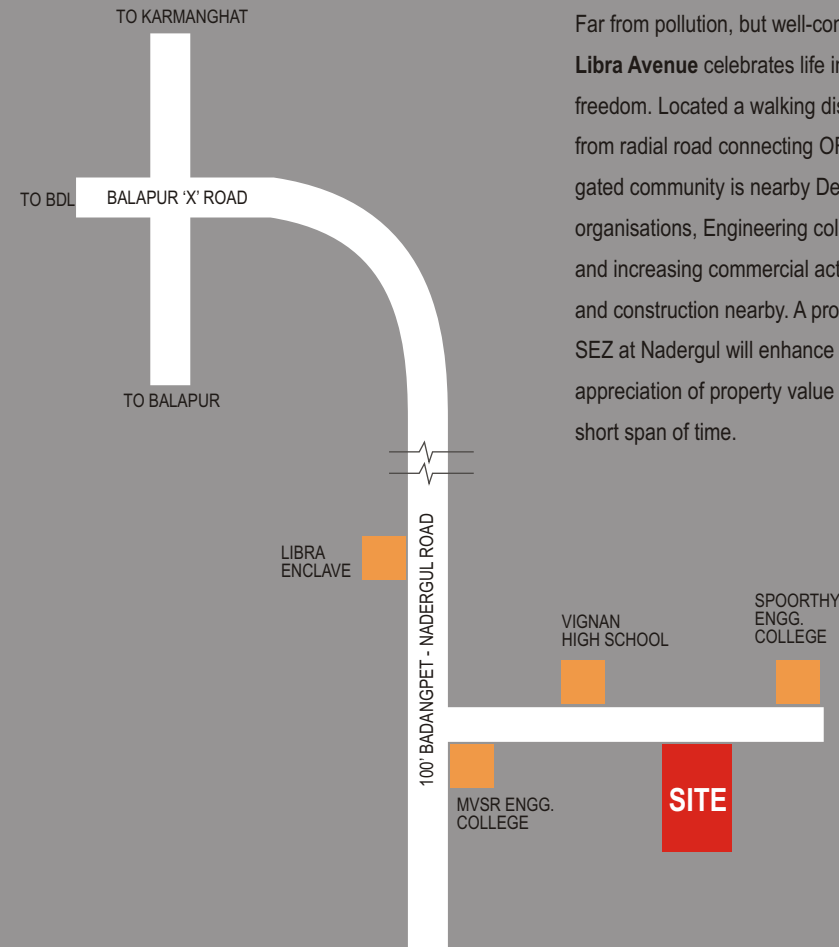 TO KARMANGHAT
TO BDL
BALAPUR ‘X’ ROAD
TO BALAPUR
Far from pollution, but well-con
Libra Avenue celebrates life in
freedom. Located a walking dis
from radial road connecting OR
gated community is nearby De
organisations, Engineering col
and increasing commercial act
and construction nearby. A pro
SEZ at Nadergul will enhance
appreciation of property value
short span of time.
LIBRA
ENCLAVE
100’ BADANGPET - NADERGUL ROAD
VIGNAN
HIGH SCHOOL
SPOORTHY
ENGG.
COLLEGE
MVSR ENGG.
COLLEGE
SITE